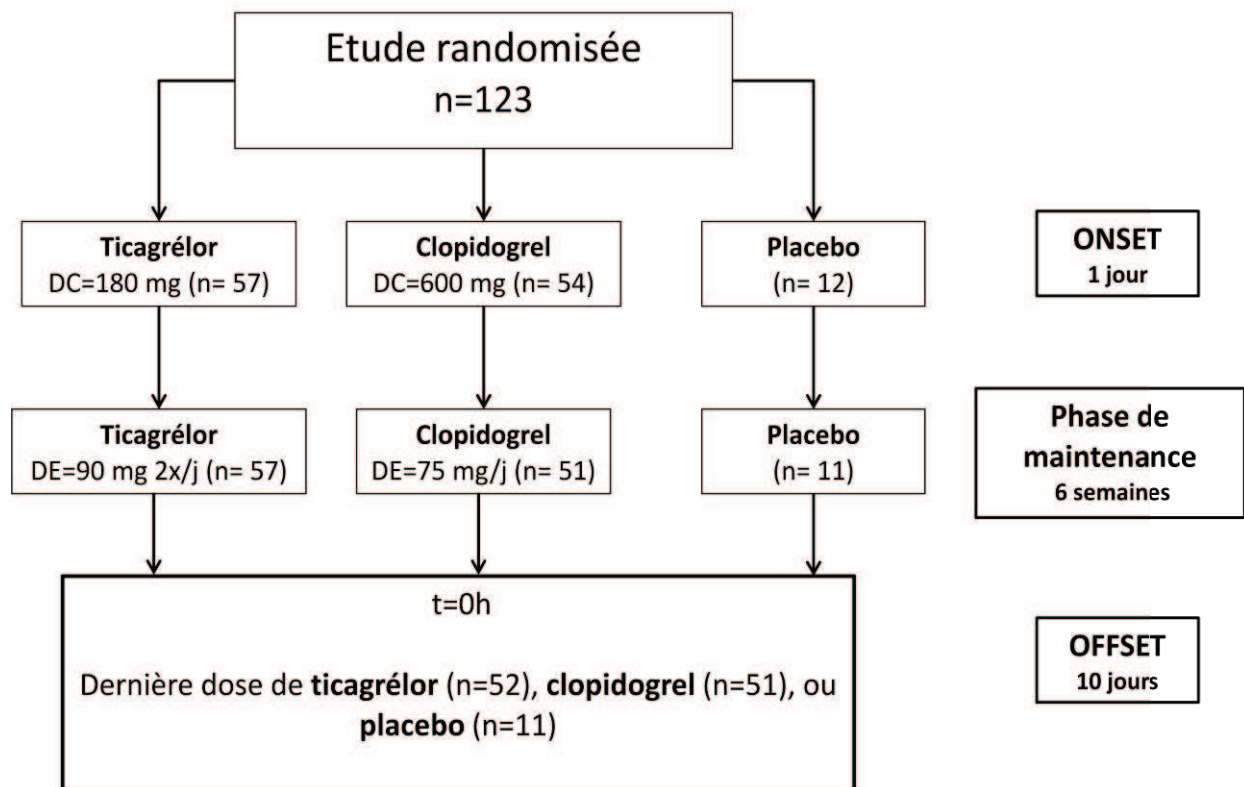 Etude randomisée
n=123
Ticagrélor
DC=180 mg (n= 57)
Clopidogrel
DC=600 mg (n= 54)
Placebo
(n= 12)
ONSET
1 jour
Ticagrélor
DE=90 mg 2x/j (n= 57)
Clopidogrel
DE=75 mg/j (n= 51)
Placebo
(n= 11)
Phase de
maintenance
6 semaines
t=0h
Dernière dose de ticagrélor (n=52), clopidogrel (n=51), ou
placebo (n=11)
OFFSET
10 jours